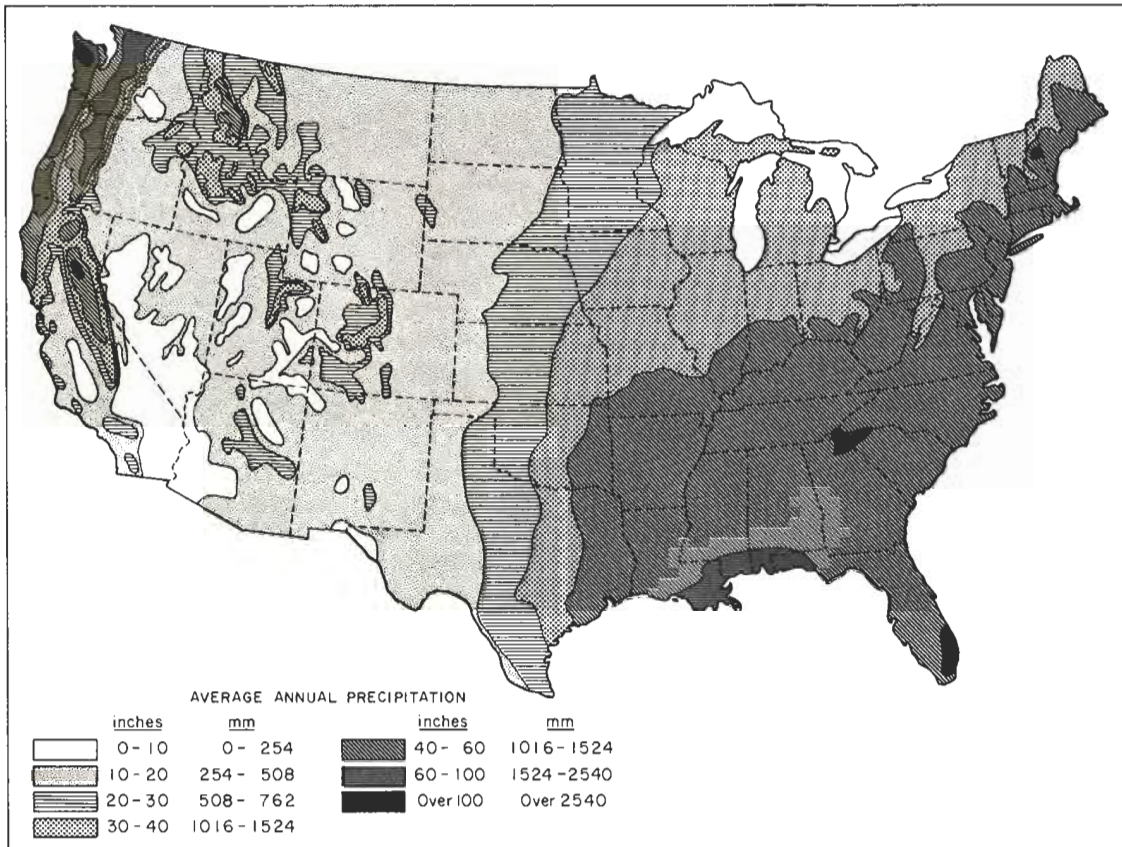 AVERAGE ANNUAL PRECIPITATION
inches mm
0-10 0- 254
10-20 254- 508
20-30 508- 762
30-40 1016-1524
inches mm
40- 60 1016-1524
60-100 1524-2540
Over 100 Over 2540